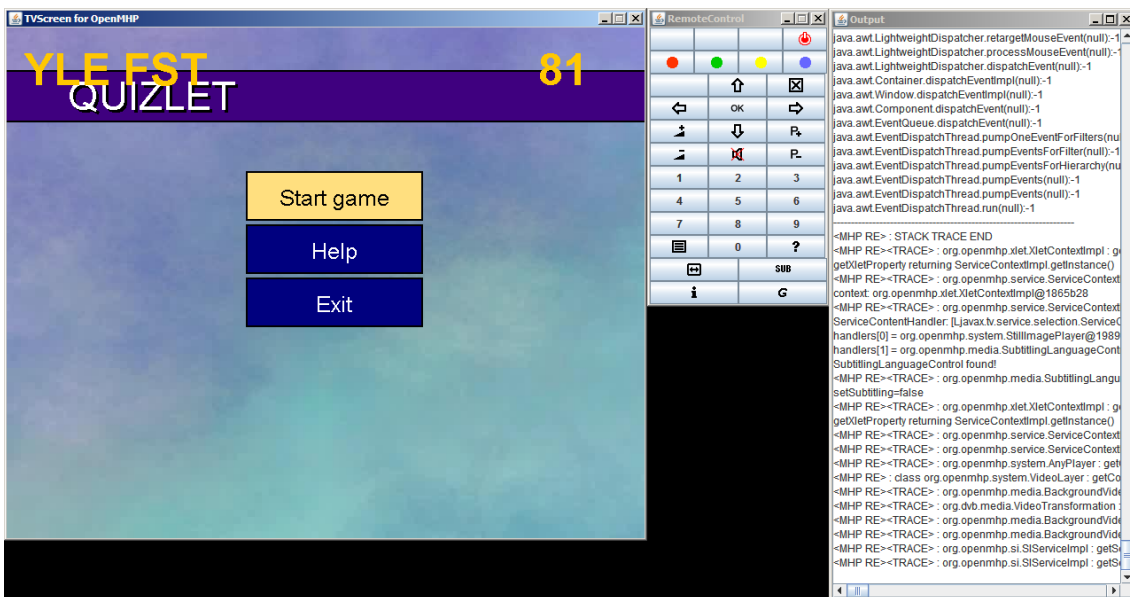 TVScreen for OpenMHP
YLE FST 81
QUIZLET
Start game
Help
Exit
RemoteControl
OK
P+
P-
1 2 3
4 5 6
7 8 9
0 ?
SUB
i G
Output
java.awt.LightweightDispatcher.retargetMouseEvent(null):-1
java.awt.LightweightDispatcher.processMouseEvent(null):-1
java.awt.LightweightDispatcher.dispatchEvent(null):-1
java.awt.Container.dispatchEventImpl(null):-1
java.awt.Window.dispatchEventImpl(null):-1
java.awt.Component.dispatchEvent(null):-1
java.awt.EventQueue.dispatchEvent(null):-1
java.awt.EventDispatchThread.pumpOneEventForFilters(nu
java.awt.EventDispatchThread.pumpEventsForFilter(null):-1
java.awt.EventDispatchThread.pumpEventsForHierarchy(nu
java.awt.EventDispatchThread.pumpEvents(null):-1
java.awt.EventDispatchThread.pumpEvents(null):-1
java.awt.EventDispatchThread.run(null):-1
<MHP RE> : STACK TRACE END
<MHP RE><TRACE> : org.openmhp.xlet.XletContextImpl : ge
getXletProperty returning ServiceContextImpl.getInstance()
<MHP RE><TRACE> : org.openmhp.service.ServiceContext
context: org.openmhp.xlet.XletContextImpl@1865b28
<MHP RE><TRACE> : org.openmhp.service.ServiceContext
ServiceContentHandler: [Ljavax.tv.service.selection.ServiceC
handlers[0] = org.openmhp.system.StillImagePlayer@1989
handlers[1] = org.openmhp.media.SubtitlingLanguageCont
SubtitlingLanguageControl found!
<MHP RE><TRACE> : org.openmhp.media.SubtitlingLangu
setSubtitling=false
<MHP RE><TRACE> : org.openmhp.xlet.XletContextImpl : ge
getXletProperty returning ServiceContextImpl.getInstance()
<MHP RE><TRACE> : org.openmhp.service.ServiceContext
<MHP RE><TRACE> : org.openmhp.service.ServiceContext
<MHP RE><TRACE> : org.openmhp.system.AnyPlayer : get
<MHP RE> : class org.openmhp.system.VideoLayer : getCo
<MHP RE><TRACE> : org.openmhp.media.BackgroundVide
<MHP RE><TRACE> : org.dvb.media.VideoTransformation :
<MHP RE><TRACE> : org.openmhp.media.BackgroundVide
<MHP RE><TRACE> : org.openmhp.media.BackgroundVide
<MHP RE><TRACE> : org.openmhp.si.SIServiceImpl : getSe
<MHP RE><TRACE> : org.openmhp.si.SIServiceImpl : getSe